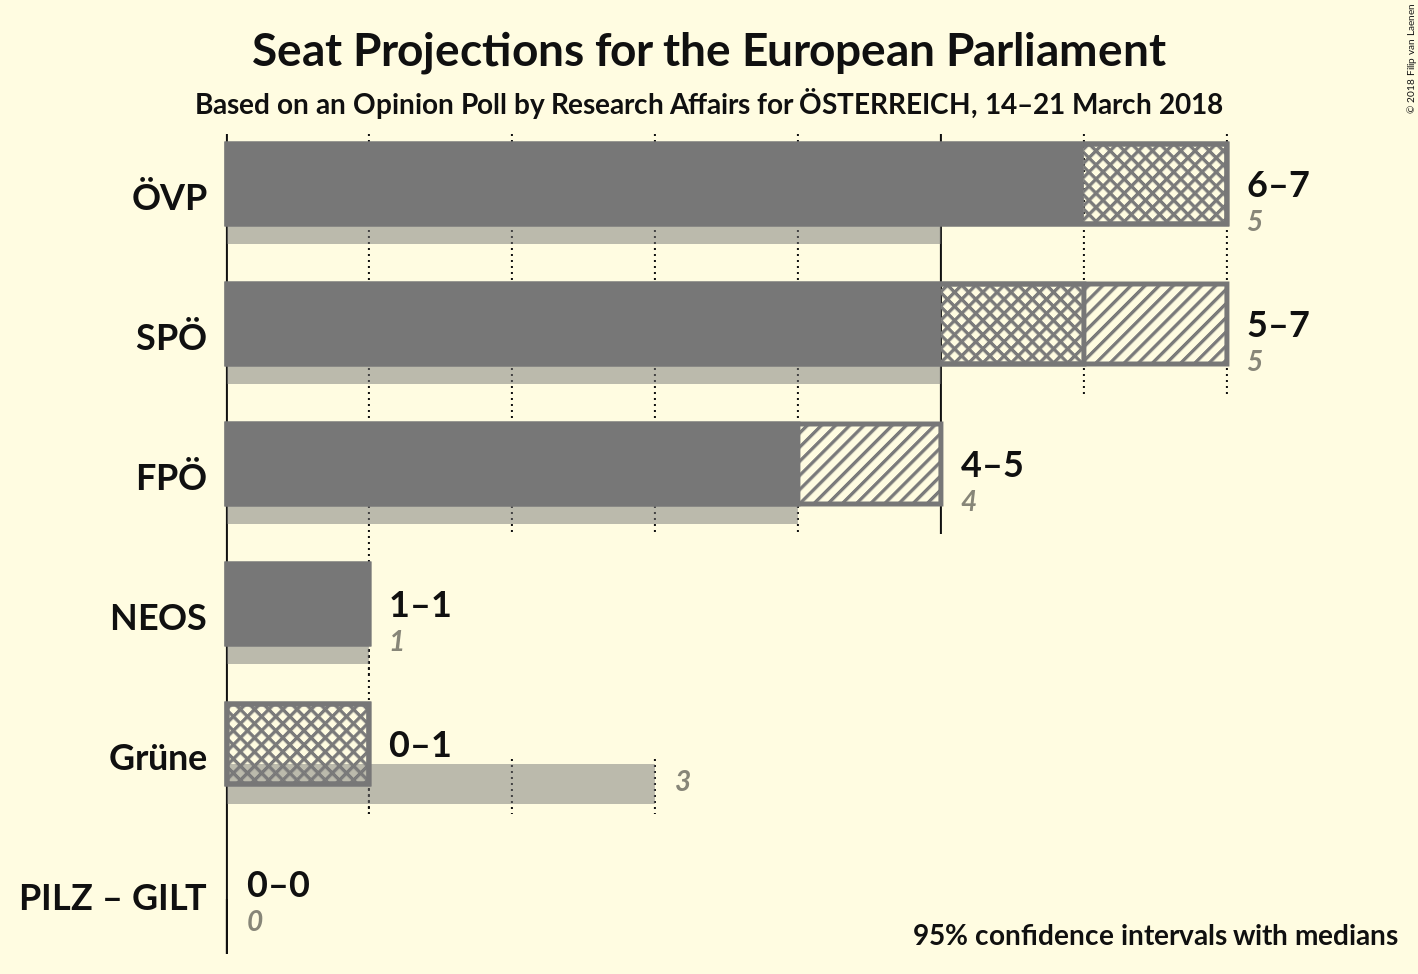 Seat Projections for the European Parliament
Based on an Opinion Poll by Research Affairs for ÖSTERREICH, 14–21 March 2018
© 2018 Filip van Laenen
ÖVP
6–7
5
SPÖ
5–7
5
FPÖ
4–5
4
NEOS
1–1
1
Grüne
0–1
3
PILZ – GILT
0–0
0
95% confidence intervals with medians